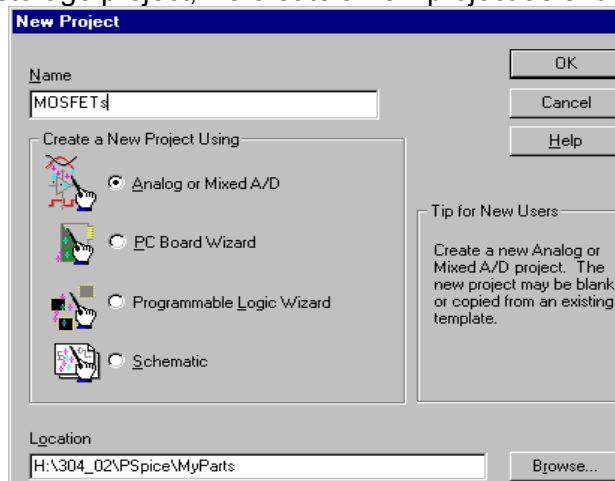 New Project
Name
MOSFETs
OK
Cancel
Help
Create a New Project Using
Analog or Mixed A/D
PC Board Wizard
Programmable Logic Wizard
Schematic
Tip for New Users
Create a new Analog or
Mixed A/D project. The
new project may be blank
or copied from an existing
template.
Location
H:\304_02\PSpice\MyParts
Browse...